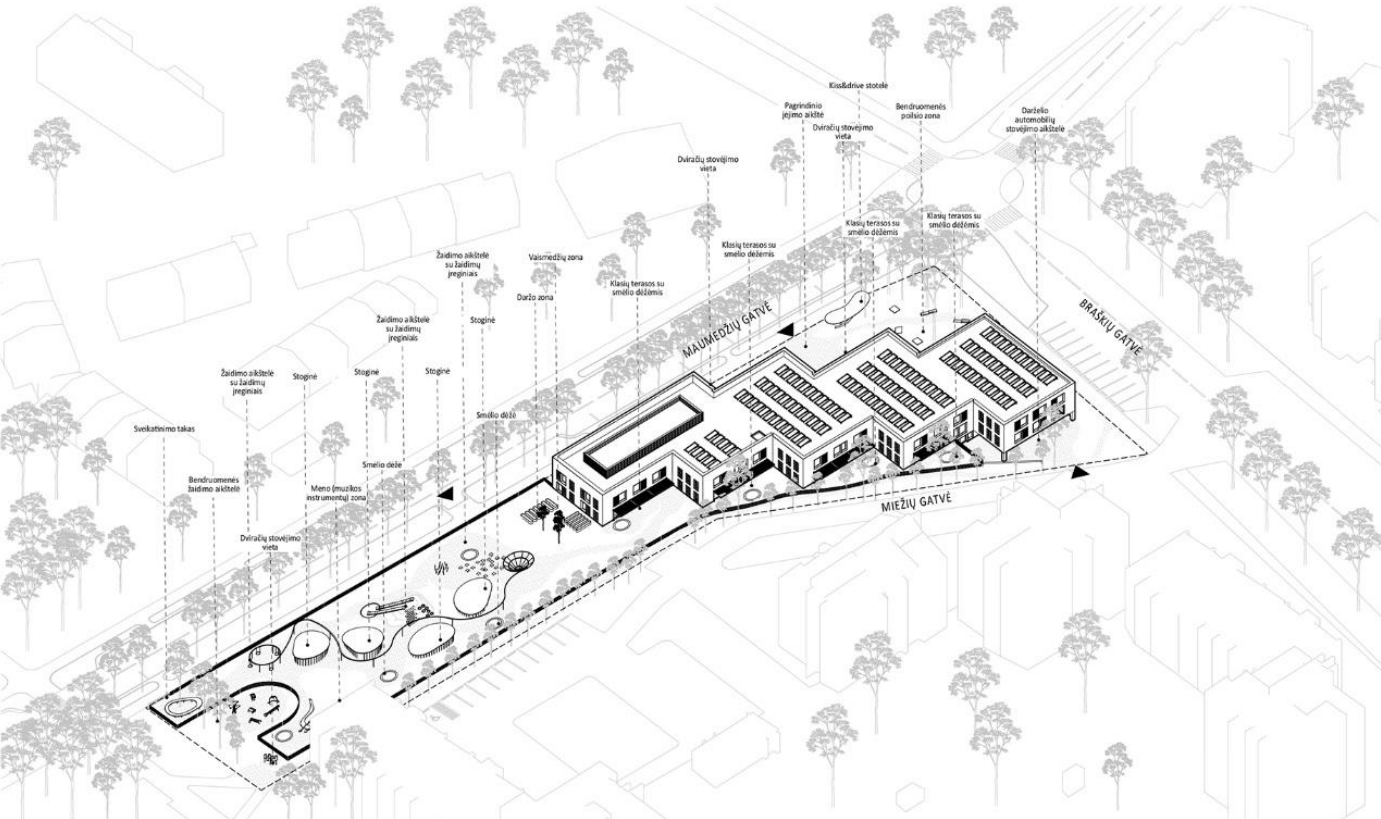 Kiss&drive stotelė
Pagrindinio
įėjimo aikštė
Bendruomenės
poilsio zona
Darželio
automobilių
stovėjimo aikštelė
Dviračių stovėjimo
vieta
Dviračių stovėjimo
vieta
Klasių terasos su
smėlio dėžėmis
Klasių terasos su
smėlio dėžėmis
Klasių terasos su
smėlio dėžėmis
Žaidimo aikštelė
su žaidimų
įreginiais
Vaismedžių zona
Klasių terasos su
smėlio dėžėmis
Daržo zona
MAUMEDŽIŲ GATVĖ
BRAŠKIŲ GATVĖ
Žaidimo aikštelė
su žaidimų
įreginiais
Stoginė
Žaidimo aikštelė
su žaidimų
įreginiais
Stoginė
Stoginė
Stoginė
Smėlio dėžė
Sveikatinimo takas
Smėlio dėžė
Bendruomenės
žaidimo aikštelė
Meno (muzikos
instrumentų) zona
MIEŽIŲ GATVĖ
Dviračių stovėjimo
vieta